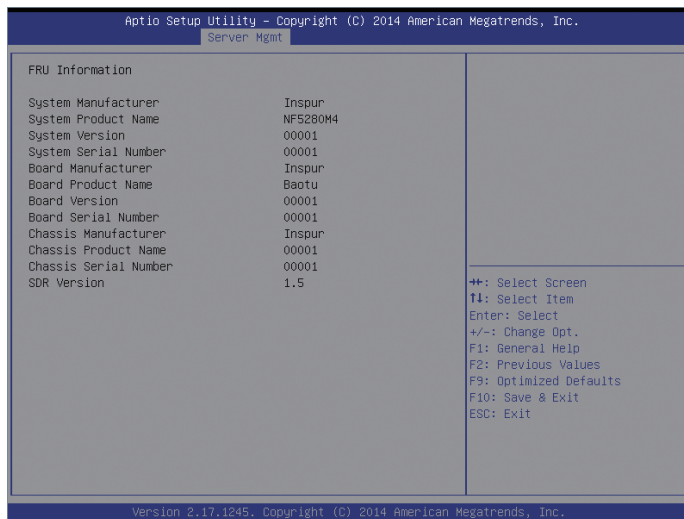 Aptio Setup Utility – Copyright (C) 2014 American Megatrends, Inc.
Server Mgmt
FRU Information
System Manufacturer Inspur
System Product Name NF5280M4
System Version 00001
System Serial Number 00001
Board Manufacturer Inspur
Board Product Name Baotu
Board Version 00001
Board Serial Number 00001
Chassis Manufacturer Inspur
Chassis Product Name 00001
Chassis Serial Number 00001
SDR Version 1.5
→←: Select Screen
↑↓: Select Item
Enter: Select
+/-: Change Opt.
F1: General Help
F2: Previous Values
F9: Optimized Defaults
F10: Save & Exit
ESC: Exit
Version 2.17.1245. Copyright (C) 2014 American Megatrends, Inc.